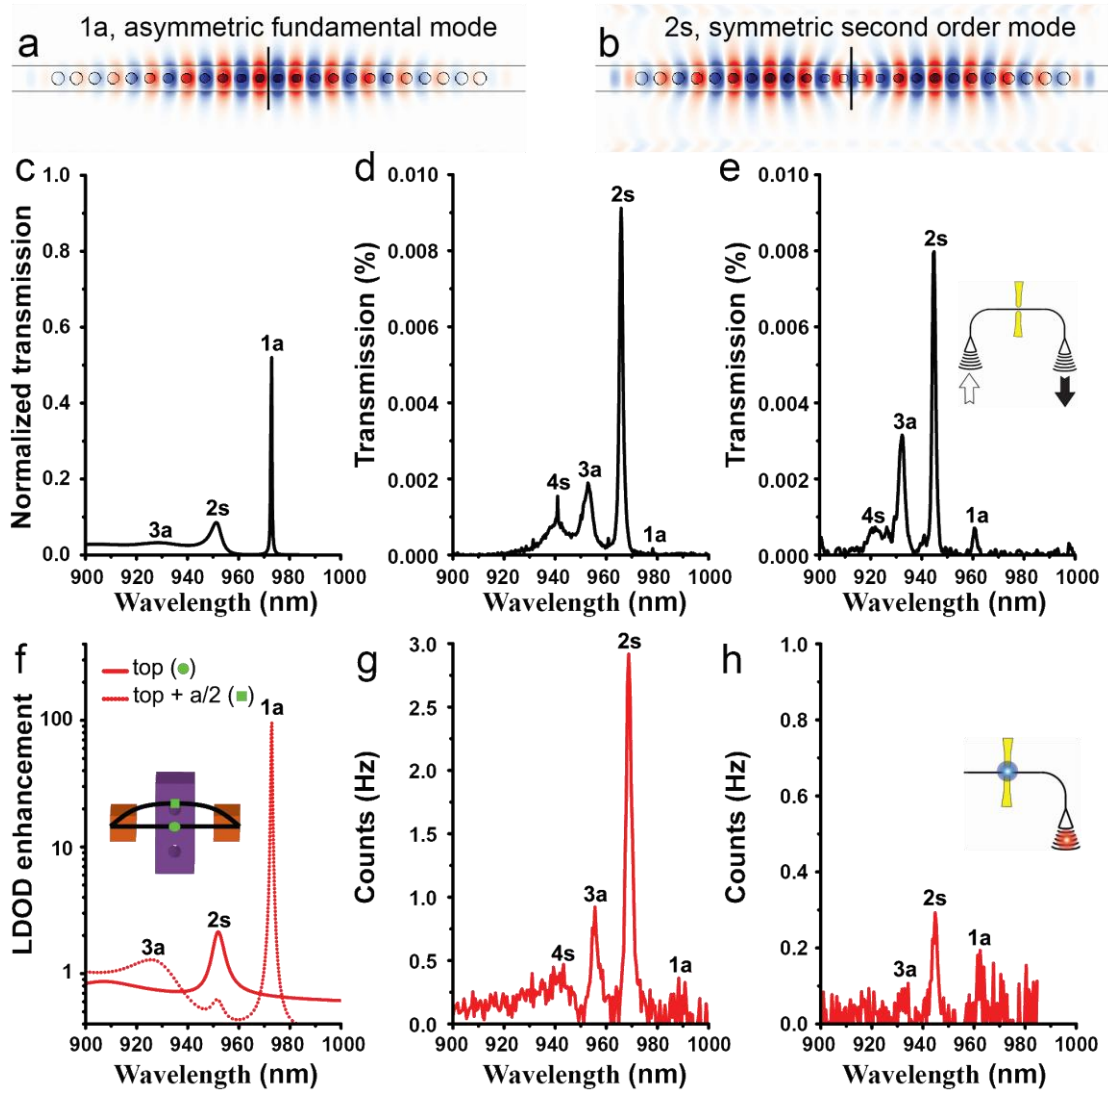 a
1a, asymmetric fundamental mode
b
2s, symmetric second order mode
c
Normalized transmission
1.0
0.8
0.6
0.4
0.2
0.0
3a
2s
1a
900 920 940 960 980 1000
Wavelength (nm)
d
Transmission (%)
0.010
0.008
0.006
0.004
0.002
0.000
4s
3a
2s
1a
900 920 940 960 980 1000
Wavelength (nm)
e
Transmission (%)
0.010
0.008
0.006
0.004
0.002
0.000
4s
3a
2s
1a
900 920 940 960 980 1000
Wavelength (nm)
f
LDOD enhancement
top (●)
top + a/2 (■)
100
10
1
3a
2s
1a
900 920 940 960 980 1000
Wavelength (nm)
g
Counts (Hz)
3.0
2.5
2.0
1.5
1.0
0.5
0.0
4s
3a
2s
1a
900 920 940 960 980 1000
Wavelength (nm)
h
Counts (Hz)
1.0
0.8
0.6
0.4
0.2
0.0
3a
2s
1a
900 920 940 960 980 1000
Wavelength (nm)